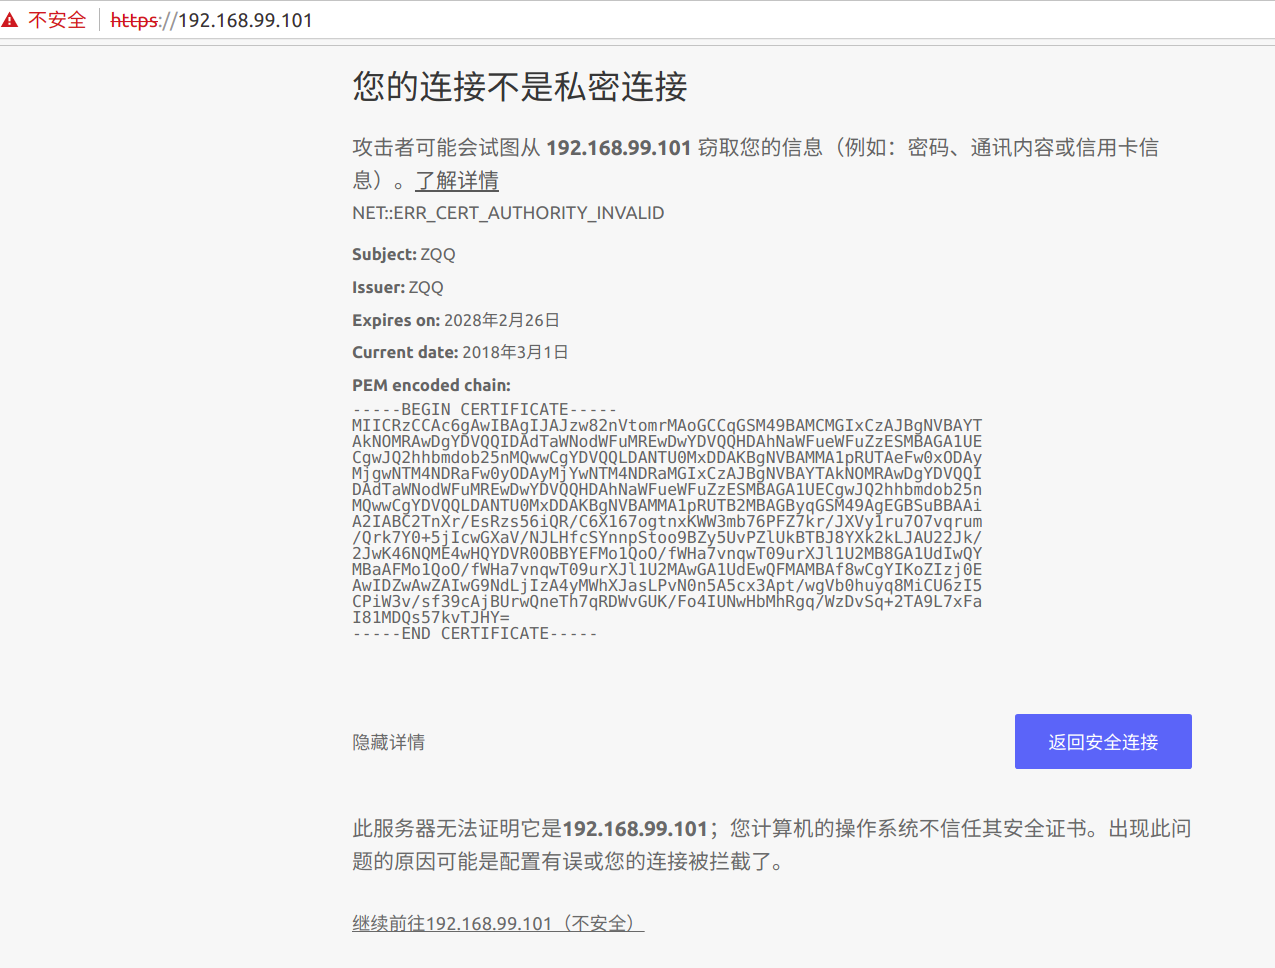 不安全 https://192.168.99.101
您的连接不是私密连接
攻击者可能会试图从 192.168.99.101 窃取您的信息（例如：密码、通讯内容或信用卡信
息）。了解详情
NET::ERR_CERT_AUTHORITY_INVALID
Subject: ZQQ
Issuer: ZQQ
Expires on: 2028年2月26日
Current date: 2018年3月1日
PEM encoded chain:
-----BEGIN CERTIFICATE-----
MIICRzCCAc6gAwIBAgIJAJzw82nVtomrMAoGCCqGSM49BAMCMGIxCzAJBgNVBAYT
AkNOMRAwDgYDVQQIDAdTaWNodWFuMREwDwYDVQQHDAhNaWFueWFuZzESMBAGA1UE
CgwJQ2hhbmdob25nMQwwCgYDVQQLDANTU0MxDDAKBgNVBAMMA1pRUTAeFw0xODAy
MjgwNTM4NDRaFw0yODAyMjYwNTM4NDRaMGIxCzAJBgNVBAYTAkNOMRAwDgYDVQQI
DAdTaWNodWFuMREwDwYDVQQHDAhNaWFueWFuZzESMBAGA1UECgwJQ2hhbmdob25n
MQwwCgYDVQQLDANTU0MxDDAKBgNVBAMMA1pRUTB2MBAGByqGSM49AgEGBSuBBAAi
A2IABC2TnXr/EsRzs56iQR/C6X167ogtnxKWW3mb76PFZ7kr/JXVy1ru7O7vqrum
/Qrk7Y0+5jIcwGXaV/NJLHfcSYnnpStoo9BZy5UvPZlUkBTBJ8YXk2kLJAU22Jk/
2JwK46NQME4wHQYDVR0OBBYEFMo1QoO/fWHa7vnqwT09urXJl1U2MB8GA1UdIwQY
MBaAFMo1QoO/fWHa7vnqwT09urXJl1U2MAwGA1UdEwQFMAMBAf8wCgYIKoZIzj0E
AwIDZwAwZAIwG9NdLjIzA4yMWhXJasLPvN0n5A5cx3Apt/wgVb0huyq8MiCU6zI5
CPiW3v/sf39cAjBUrwQneTh7qRDWvGUK/Fo4IUNwHbMhRgq/WzDvSq+2TA9L7xFa
I81MDQs57kvTJHY=
-----END CERTIFICATE-----
隐藏详情
返回安全连接
此服务器无法证明它是192.168.99.101；您计算机的操作系统不信任其安全证书。出现此问
题的原因可能是配置有误或您的连接被拦截了。
继续前往192.168.99.101（不安全）